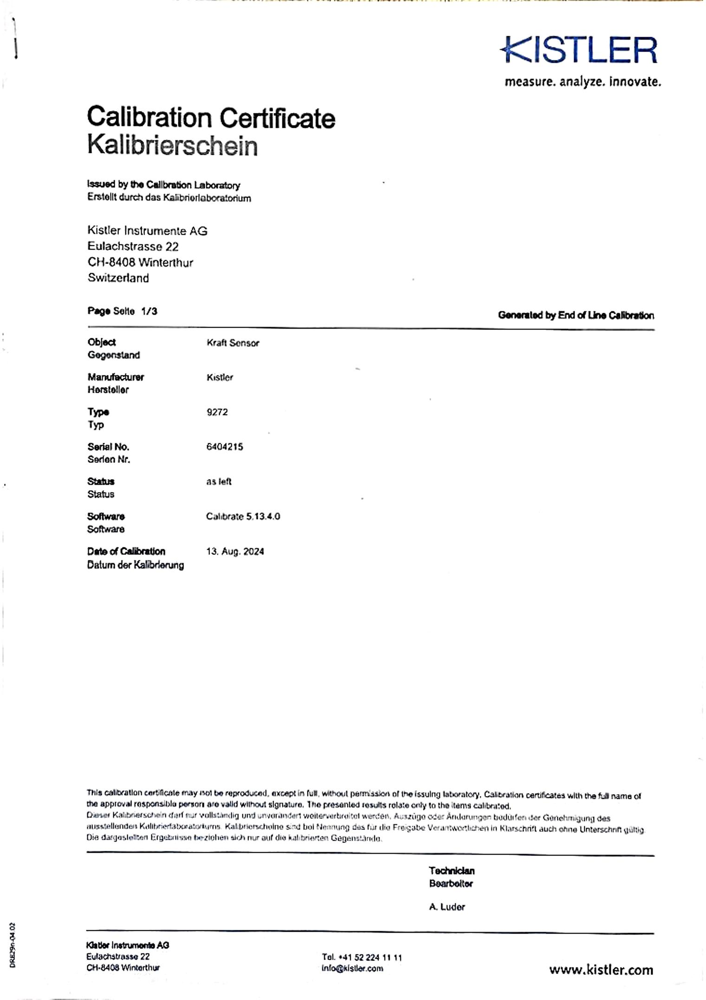 KISTLER
measure. analyze. innovate.
Calibration Certificate
Kalibrierschein
Issued by the Calibration Laboratory
Erstellt durch das Kalibrierlaboratorium
Kistler Instrumente AG
Eulachstrasse 22
CH-8408 Winterthur
Switzerland
Page Seite 1/3
Generated by End of Line Calibration
Object Kraft Sensor
Gegenstand
Manufacturer Kistler
Hersteller
Type 9272
Typ
Serial No. 6404215
Serien Nr.
Status as left
Status
Software Calibrate 5.13.4.0
Software
Date of Calibration 13. Aug. 2024
Datum der Kalibrierung
This calibration certificate may not be reproduced, except in full, without permission of the issuing laboratory. Calibration certificates with the full name of
the approval responsible person are valid without signature. The presented results relate only to the items calibrated.
Dieser Kalibrierschein darf nur vollständig und unverändert weiterverbreitet werden. Auszüge oder Änderungen bedürfen der Genehmigung des
ausstellenden Kalibrierlaboratoriums. Kalibrierscheine sind bei Nennung des für die Freigabe Verantwortlichen in Klarschrift auch ohne Unterschrift gültig.
Die dargestellten Ergebnisse beziehen sich nur auf die kalibrierten Gegenstände.
Technician
Bearbeiter
A. Luder
Kistler Instrumente AG
Eulachstrasse 22
CH-8408 Winterthur
Tel. +41 52 224 11 11
info@kistler.com
www.kistler.com